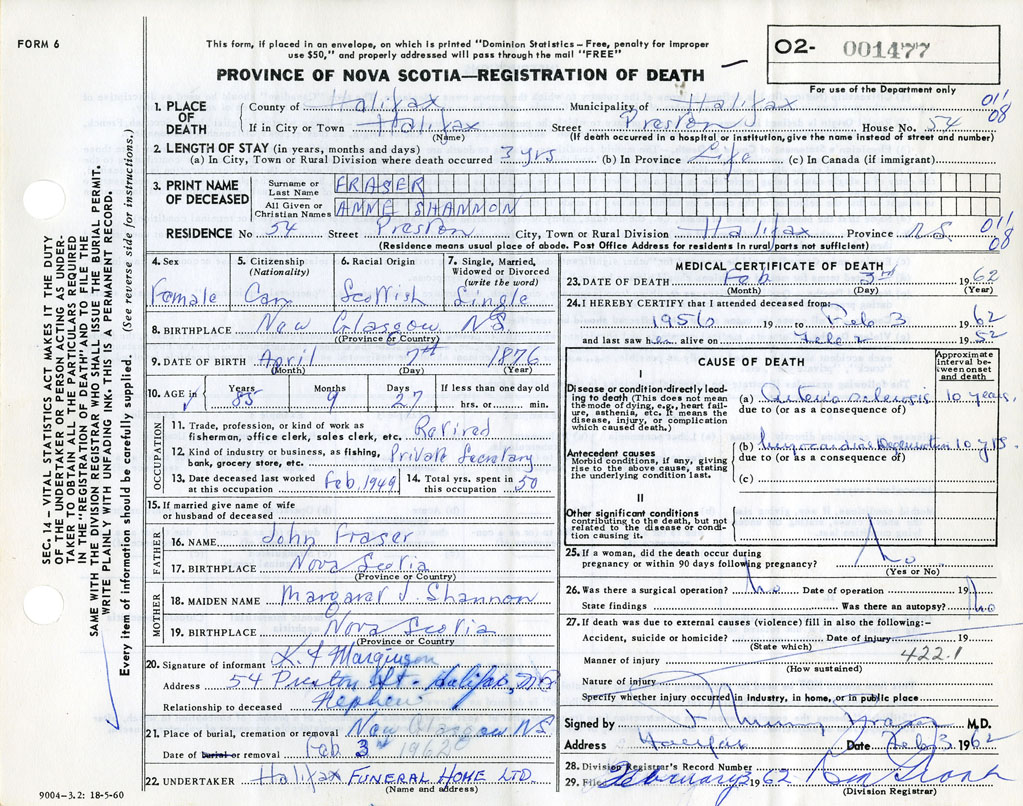 FORM 6
This form, if placed in an envelope, on which is printed "Dominion Statistics – Free, penalty for improper
use $50," and properly addressed will pass through the mail "FREE"
O2- 001477
For use of the Department only
PROVINCE OF NOVA SCOTIA—REGISTRATION OF DEATH
1. PLACE OF DEATH
County of Halifax Municipality of Halifax 011/08
If in City or Town Halifax (Name) Street Preston House No. 54
(If death occurred in a hospital or institution, give the name instead of street and number)
2. LENGTH OF STAY (in years, months and days)
(a) In City, Town or Rural Division where death occurred 3 yrs (b) In Province Life (c) In Canada (if immigrant)
3. PRINT NAME OF DECEASED
Surname or Last Name FRASER
All Given or Christian Names ANNE SHANNON
RESIDENCE No 54 Street Preston City, Town or Rural Division Halifax Province N.S. 011/08
(Residence means usual place of abode. Post Office Address for residents in rural parts not sufficient)
4. Sex Female
5. Citizenship (Nationality) Can
6. Racial Origin Scottish
7. Single, Married, Widowed or Divorced (write the word) Single
8. BIRTHPLACE New Glasgow NS
(Province or Country)
9. DATE OF BIRTH April 7th 1876
(Month) (Day) (Year)
10. AGE in Years 85 Months 9 Days 27 If less than one day old hrs. or min.
OCCUPATION
11. Trade, profession, or kind of work as fisherman, office clerk, sales clerk, etc. Retired
12. Kind of industry or business, as fishing, bank, grocery store, etc. Private Secretary
13. Date deceased last worked at this occupation Feb, 1949 14. Total yrs. spent in this occupation 50
15. If married give name of wife or husband of deceased
FATHER
16. NAME John Fraser
17. BIRTHPLACE Nova Scotia
(Province or Country)
MOTHER
18. MAIDEN NAME Margaret J. Shannon
19. BIRTHPLACE Nova Scotia
(Province or Country)
20. Signature of informant
Address 54 Preston St - Halifax, N.S.
Relationship to deceased Nephew
21. Place of burial, cremation or removal New Glasgow NS
Date of burial or removal Feb 3rd 1962
22. UNDERTAKER Halifax FUNERAL HOME LTD.
(Name and address)
9004–3.2: 18-5-60
MEDICAL CERTIFICATE OF DEATH
23. DATE OF DEATH Feb 3rd 1962
(Month) (Day) (Year)
24. I HEREBY CERTIFY that I attended deceased from:
1956 19 to Feb 3 1962
and last saw her alive on Feb 2 1952
CAUSE OF DEATH
Approximate interval between onset and death
I
Disease or condition directly leading to death (This does not mean the mode of dying, e.g., heart failure, asthenia, etc. It means the disease, injury, or complication which caused death.)
(a) Arteriosclerosis 10 years.
due to (or as a consequence of)
Antecedent causes
Morbid conditions, if any, giving rise to the above cause, stating the underlying condition last.
(b) Myocardial Degeneration 10 yrs
due to (or as a consequence of)
(c)
II
Other significant conditions
contributing to the death, but not related to the disease or condition causing it.
25. If a woman, did the death occur during
pregnancy or within 90 days following pregnancy? No
(Yes or No)
26. Was there a surgical operation? No Date of operation 19
State findings Was there an autopsy? No
27. If death was due to external causes (violence) fill in also the following:–
Accident, suicide or homicide? (State which) Date of injury 19
Manner of injury 422.1
(How sustained)
Nature of injury
Specify whether injury occurred in industry, in home, or in public place
Signed by M.D.
Address Halifax Date Feb 3 1962
28. Division Registrar's Record Number
29. Filed February 3, 1962
(Division Registrar)
SEC. 14 – VITAL STATISTICS ACT MAKES IT THE DUTY
OF THE UNDERTAKER OR PERSON ACTING AS UNDER-
TAKER "TO OBTAIN ALL THE PARTICULARS REQUIRED
IN THE "REGISTRATION OF DEATH" AND TO FILE THE
SAME WITH THE DIVISION REGISTRAR WHO SHALL ISSUE THE BURIAL PERMIT.
WRITE PLAINLY WITH UNFADING INK. THIS IS A PERMANENT RECORD.
Every item of information should be carefully supplied. (See reverse side for instructions.)